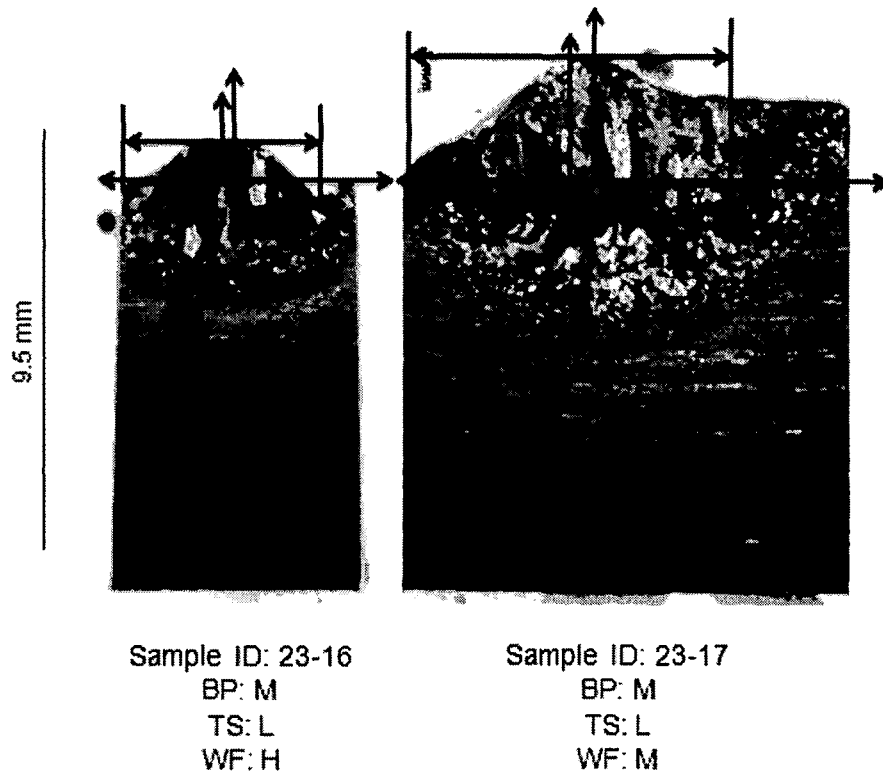 9.5 mm
Sample ID: 23-16
BP: M
TS: L
WF: H
Sample ID: 23-17
BP: M
TS: L
WF: M